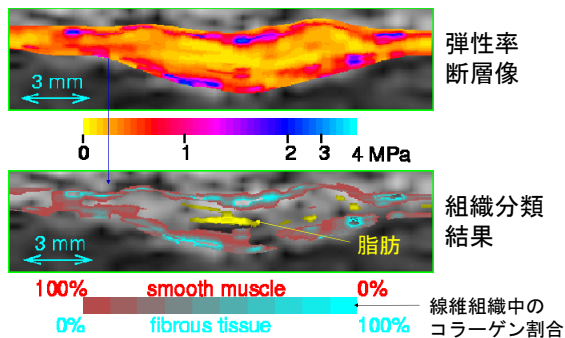 弾性率
断層像
3 mm
0 1 2 3 4 MPa
組織分類
結果
3 mm
脂肪
100% smooth muscle 0%
0% fibrous tissue 100%
線維組織中の
コラーゲン割合